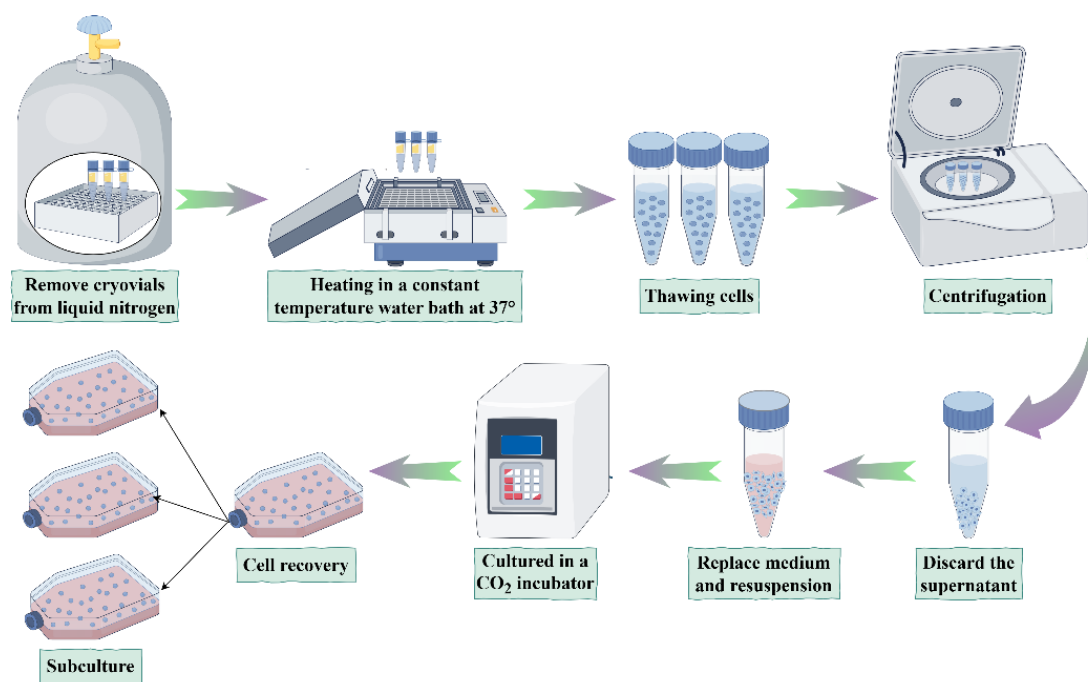 Remove cryovials
from liquid nitrogen
Heating in a constant
temperature water bath at 37°
Thawing cells
Centrifugation
Discard the
supernatant
Replace medium
and resuspension
Cultured in a
CO₂ incubator
Cell recovery
Subculture